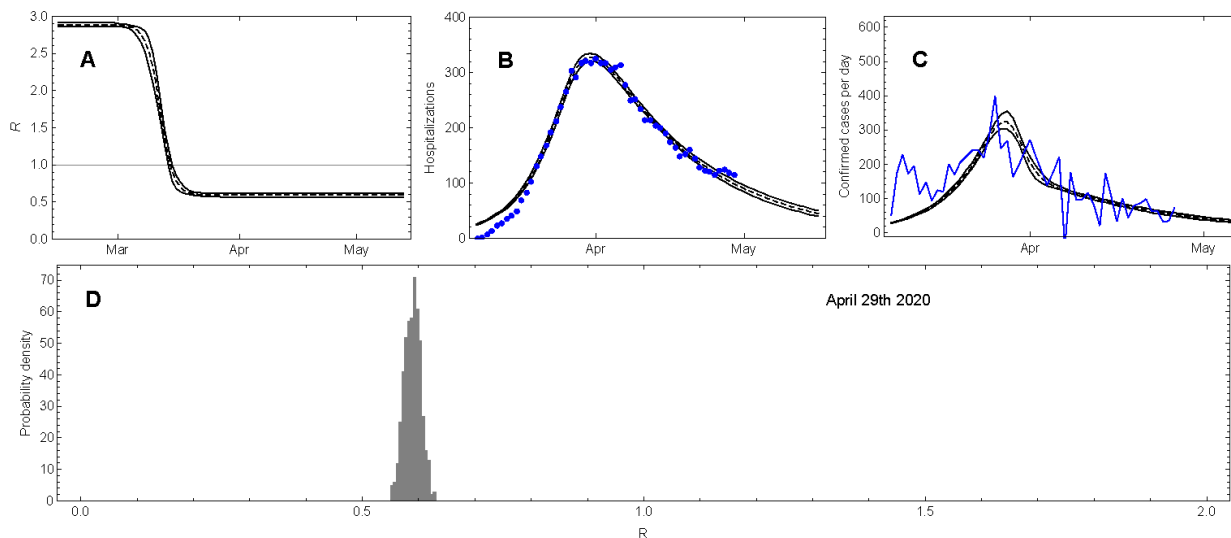 A
R
3.0
2.5
2.0
1.5
1.0
0.5
0.0
Mar
Apr
May
B
Hospitalizations
400
300
200
100
0
Apr
May
C
Confirmed cases per day
600
500
400
300
200
100
0
Apr
May
D
April 29th 2020
Probability density
70
60
50
40
30
20
10
0
0.0
0.5
1.0
1.5
2.0
R